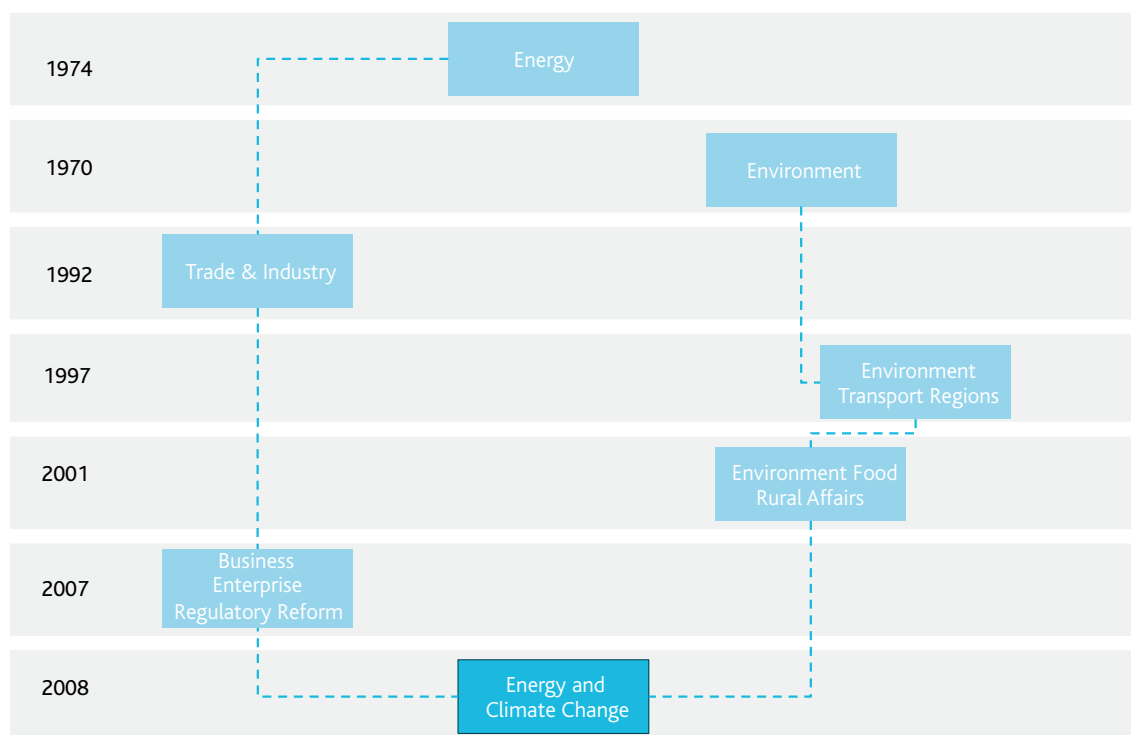 1974
Energy
1970
Environment
1992
Trade & Industry
1997
Environment
Transport Regions
2001
Environment Food
Rural Affairs
2007
Business
Enterprise
Regulatory Reform
2008
Energy and
Climate Change